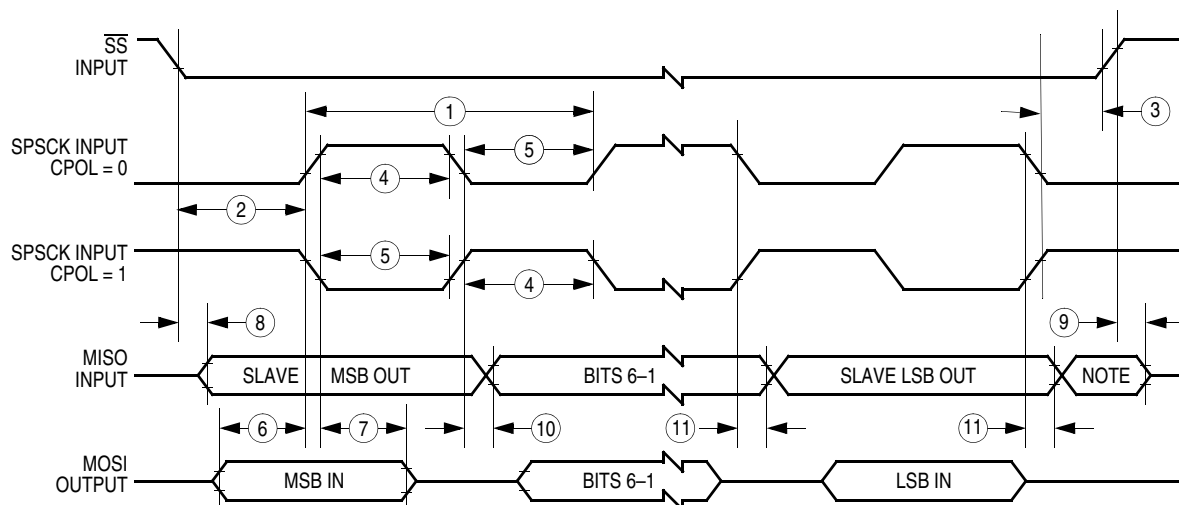 SS
INPUT
1
3
SPSCK INPUT
CPOL = 0
5
4
2
SPSCK INPUT
CPOL = 1
5
4
8
9
MISO
INPUT
SLAVE MSB OUT
BITS 6–1
SLAVE LSB OUT
NOTE
6
7
10
11
11
MOSI
OUTPUT
MSB IN
BITS 6–1
LSB IN